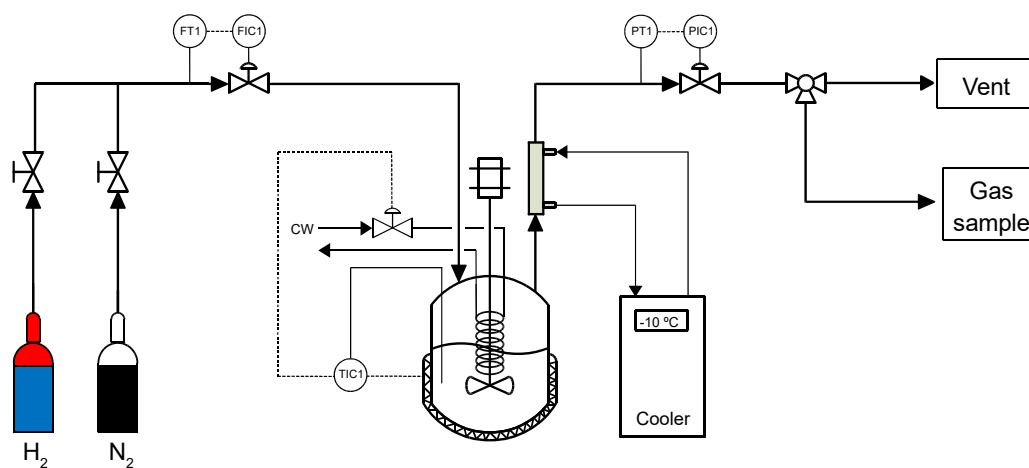 FT1
FIC1
PT1
PIC1
Vent
Gas
sample
CW
TIC1
-10 ºC
Cooler
H₂
N₂